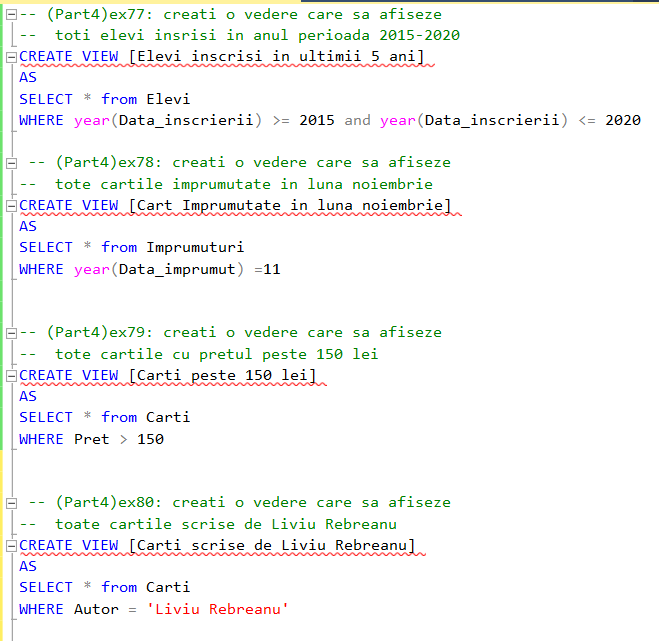 -- (Part4)ex77: creati o vedere care sa afiseze
--  toti elevi insrisi in anul perioada 2015-2020
CREATE VIEW [Elevi inscrisi in ultimii 5 ani]
AS
SELECT * from Elevi
WHERE year(Data_inscrierii) >= 2015 and year(Data_inscrierii) <= 2020
-- (Part4)ex78: creati o vedere care sa afiseze
--  tote cartile imprumutate in luna noiembrie
CREATE VIEW [Cart Imprumutate in luna noiembrie]
AS
SELECT * from Imprumuturi
WHERE year(Data_imprumut) =11
-- (Part4)ex79: creati o vedere care sa afiseze
--  tote cartile cu pretul peste 150 lei
CREATE VIEW [Carti peste 150 lei]
AS
SELECT * from Carti
WHERE Pret > 150
-- (Part4)ex80: creati o vedere care sa afiseze
--  toate cartile scrise de Liviu Rebreanu
CREATE VIEW [Carti scrise de Liviu Rebreanu]
AS
SELECT * from Carti
WHERE Autor = 'Liviu Rebreanu'